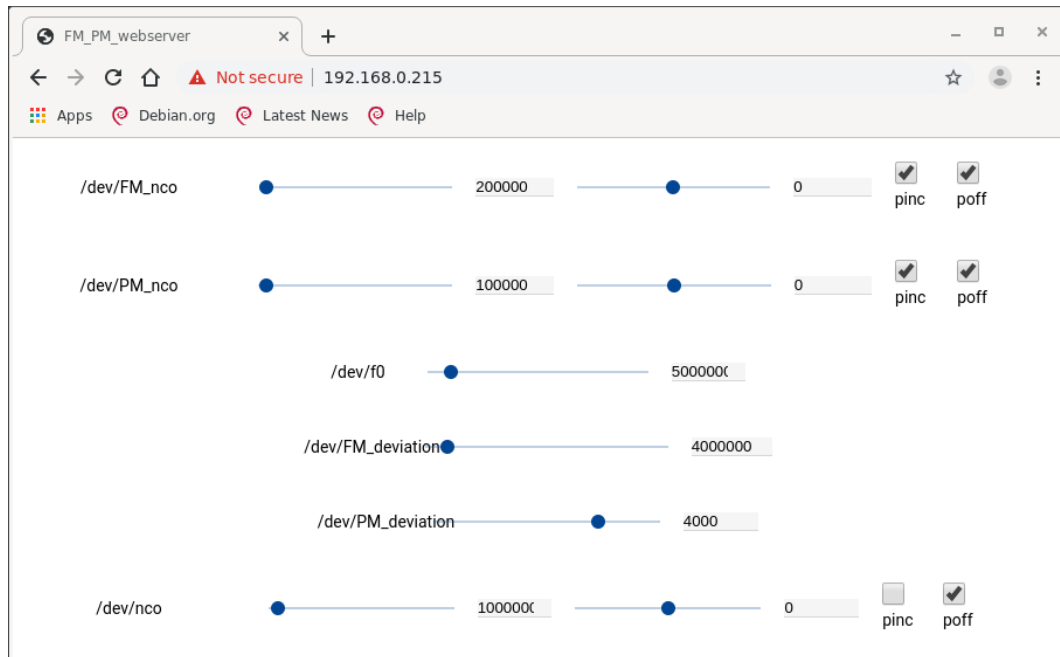 FM_PM_webserver
Not secure 192.168.0.215
Apps Debian.org Latest News Help
/dev/FM_nco 200000 0 pinc poff
/dev/PM_nco 100000 0 pinc poff
/dev/f0 5000000
/dev/FM_deviation 4000000
/dev/PM_deviation 4000
/dev/nco 1000000 0 pinc poff